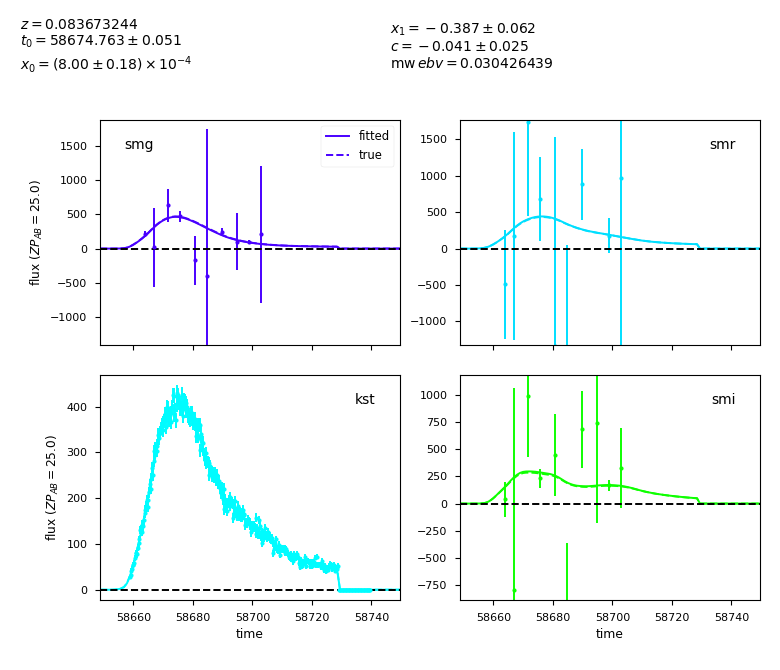 z = 0.083673244
t₀ = 58674.763 ± 0.051
x₀ = (8.00 ± 0.18) × 10⁻⁴
x₁ = −0.387 ± 0.062
c = −0.041 ± 0.025
mw ebv = 0.030426439
smg
fitted
true
1500
1000
500
0
−500
−1000
flux (ZP_AB = 25.0)
smr
1500
1000
500
0
−500
−1000
kst
400
300
200
100
0
flux (ZP_AB = 25.0)
58660 58680 58700 58720 58740
time
smi
1000
750
500
250
0
−250
−500
−750
58660 58680 58700 58720 58740
time